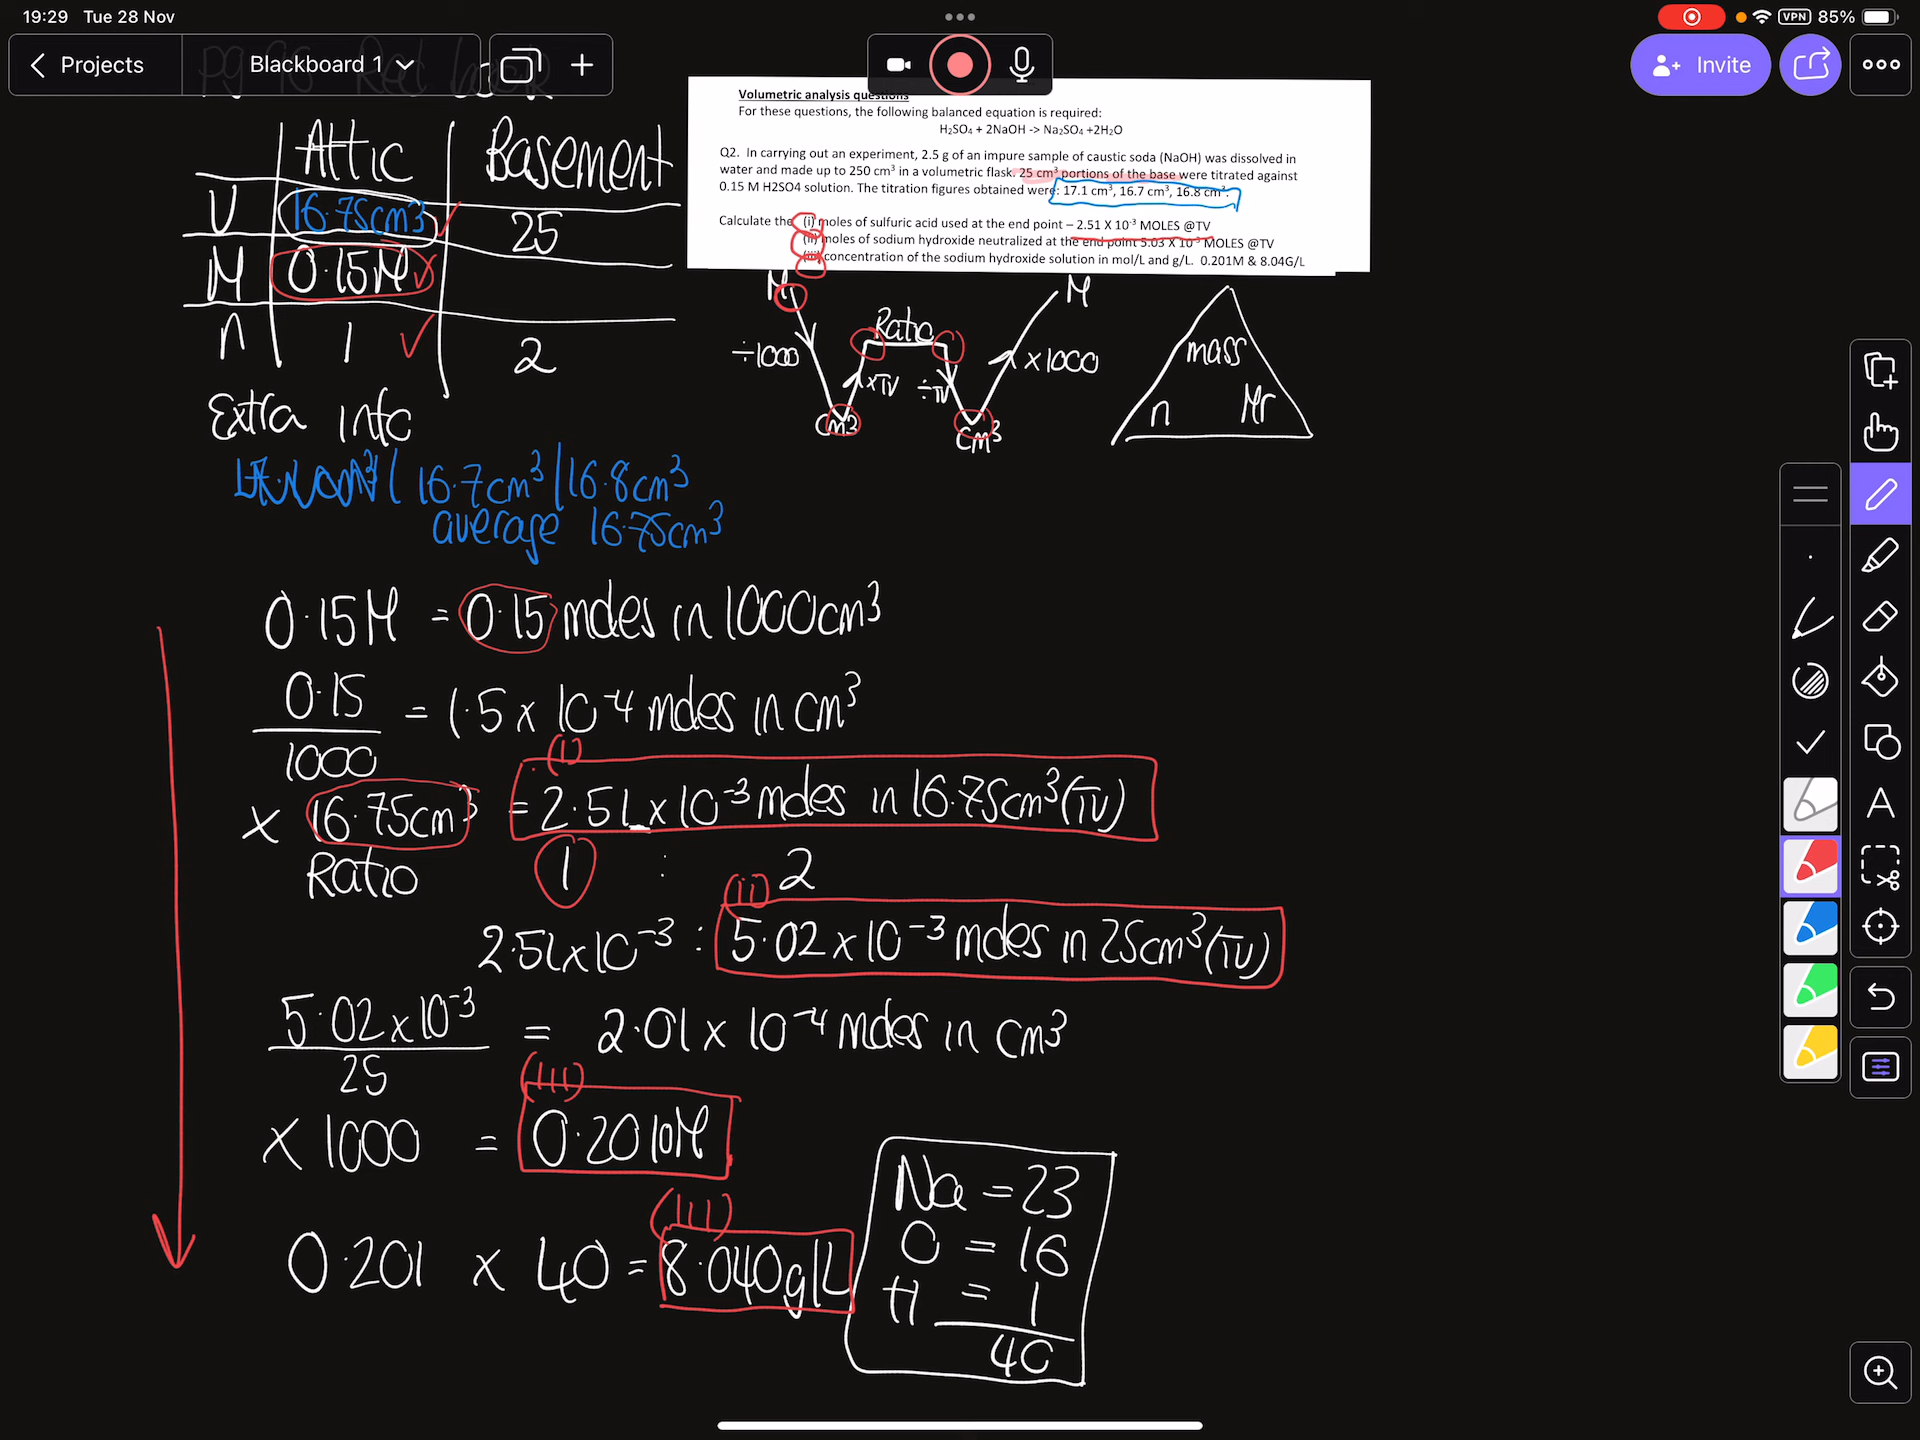 19:29 Tue 28 Nov
VPN 85%
Projects
Blackboard 1
Invite
Attic Basement
V 16.75cm3 25
M 0.15M
n 1 2
Extra info
16.7cm3 | 16.8cm3
average 16.75cm3
Volumetric analysis questions
For these questions, the following balanced equation is required:
H₂SO₄ + 2NaOH -> Na₂SO₄ +2H₂O
Q2. In carrying out an experiment, 2.5 g of an impure sample of caustic soda (NaOH) was dissolved in
water and made up to 250 cm³ in a volumetric flask. 25 cm³ portions of the base were titrated against
0.15 M H2SO4 solution. The titration figures obtained were: 17.1 cm³, 16.7 cm³, 16.8 cm³.
Calculate the (i) moles of sulfuric acid used at the end point – 2.51 X 10⁻³ MOLES @TV
(ii) moles of sodium hydroxide neutralized at the end point 5.03 X 10⁻³ MOLES @TV
(iii) concentration of the sodium hydroxide solution in mol/L and g/L. 0.201M & 8.04G/L
M M
Ratio
÷1000 xTV ÷TV x1000
cm3 cm3
mass
n Mr
0.15M = 0.15 moles in 1000cm3
0.15
1000
= 1.5 x 10-4 moles in cm3
(i)
x 16.75cm3 = 2.51 x 10-3 moles in 16.75cm3 (TV)
Ratio 1 : 2
(ii)
2.51x10-3 : 5.02 x 10-3 moles in 25cm3 (TV)
5.02x10-3
25
= 2.01 x 10-4 moles in cm3
(iii)
x 1000 = 0.2010M
(iii)
0.201 x 40 = 8.040g/L
Na = 23
O = 16
H = 1
40
A